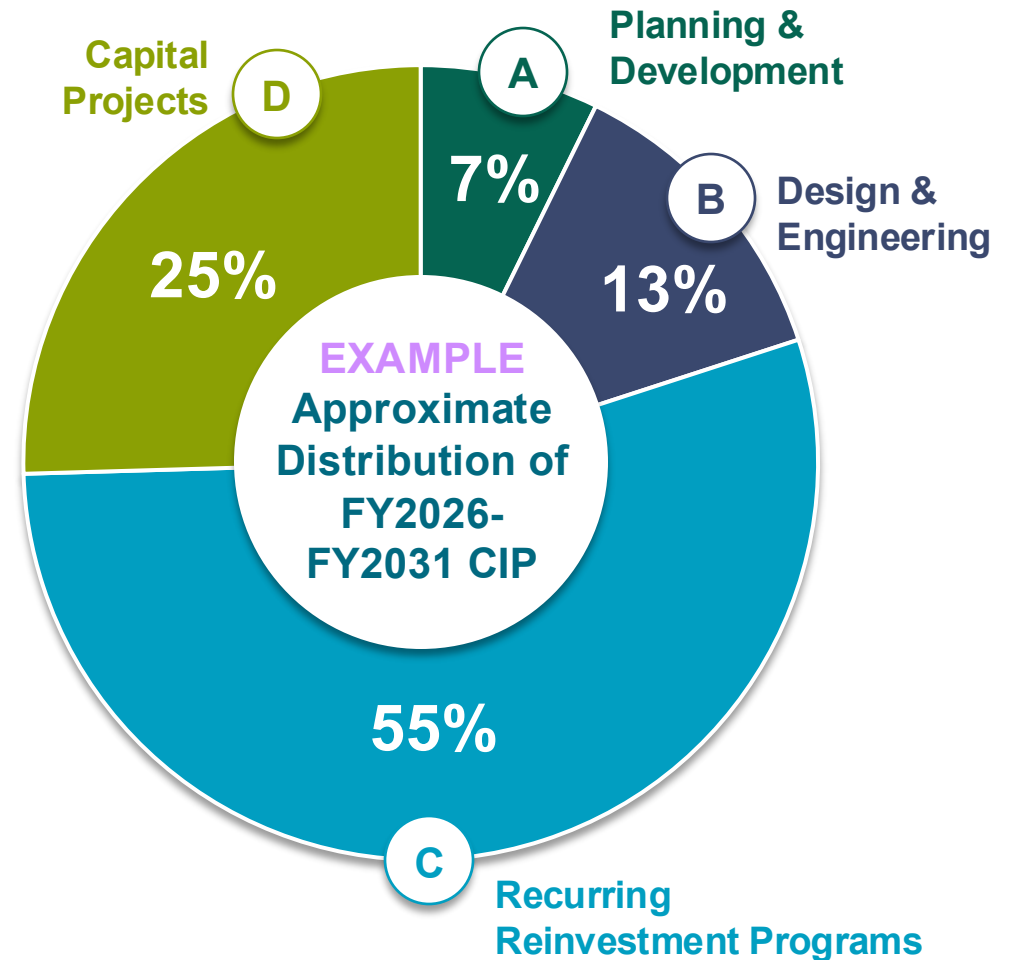 Planning &
Development
A
7%
Capital
Projects
D
25%
B
Design &
Engineering
13%
EXAMPLE
Approximate
Distribution of
FY2026-
FY2031 CIP
55%
C
Recurring
Reinvestment Programs